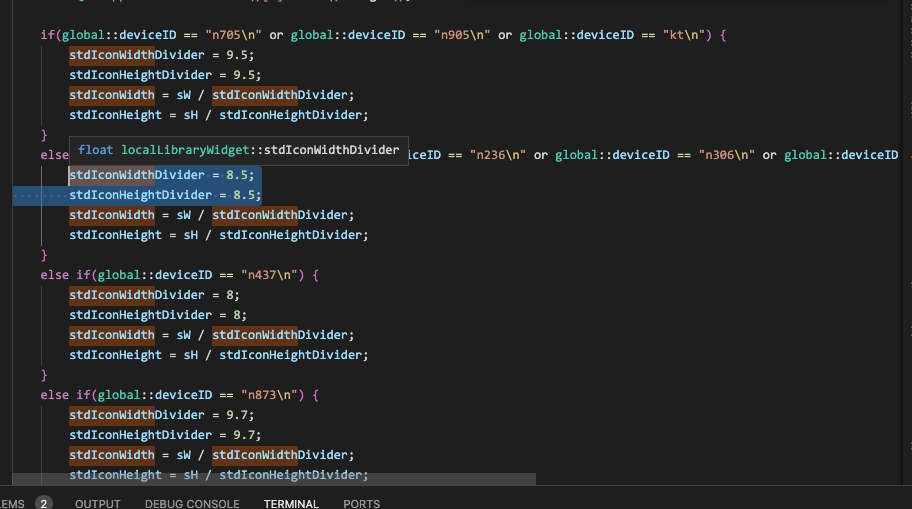 if(global::deviceID == "n705\n" or global::deviceID == "n905\n" or global::deviceID == "kt\n") {
stdIconWidthDivider = 9.5;
stdIconHeightDivider = 9.5;
stdIconWidth = sW / stdIconWidthDivider;
stdIconHeight = sH / stdIconHeightDivider;
}
float localLibraryWidget::stdIconWidthDivider
else iceID == "n236\n" or global::deviceID == "n306\n" or global::deviceID
stdIconWidthDivider = 8.5;
stdIconHeightDivider = 8.5;
stdIconWidth = sW / stdIconWidthDivider;
stdIconHeight = sH / stdIconHeightDivider;
}
else if(global::deviceID == "n437\n") {
stdIconWidthDivider = 8;
stdIconHeightDivider = 8;
stdIconWidth = sW / stdIconWidthDivider;
stdIconHeight = sH / stdIconHeightDivider;
}
else if(global::deviceID == "n873\n") {
stdIconWidthDivider = 9.7;
stdIconHeightDivider = 9.7;
stdIconWidth = sW / stdIconWidthDivider;
stdIconHeight = sH / stdIconHeightDivider;
LEMS 2 OUTPUT DEBUG CONSOLE TERMINAL PORTS